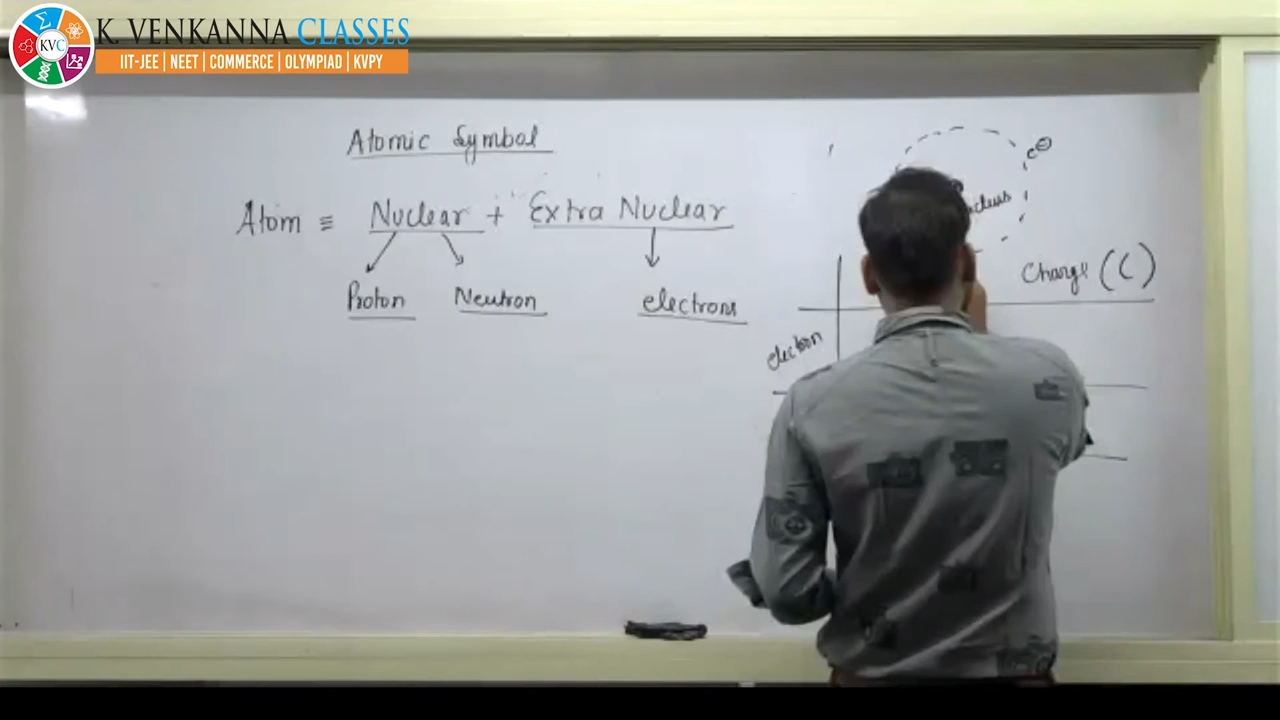 KVC
K. VENKANNA CLASSES
IIT-JEE | NEET | COMMERCE | OLYMPIAD | KVPY
Atomic Symbol
Atom ≡ Nuclear + Extra Nuclear
Proton Neutron electrons
e⊖
Charge (C)
electron